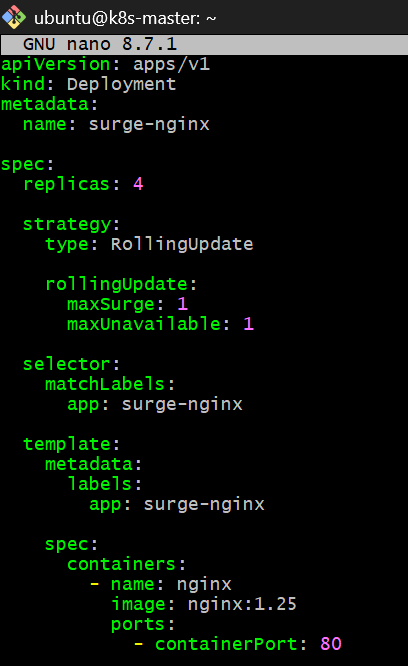 ubuntu@k8s-master: ~
GNU nano 8.7.1
apiVersion: apps/v1
kind: Deployment
metadata:
  name: surge-nginx

spec:
  replicas: 4

  strategy:
    type: RollingUpdate

    rollingUpdate:
      maxSurge: 1
      maxUnavailable: 1

  selector:
    matchLabels:
      app: surge-nginx

  template:
    metadata:
      labels:
        app: surge-nginx

    spec:
      containers:
        - name: nginx
          image: nginx:1.25
          ports:
            - containerPort: 80